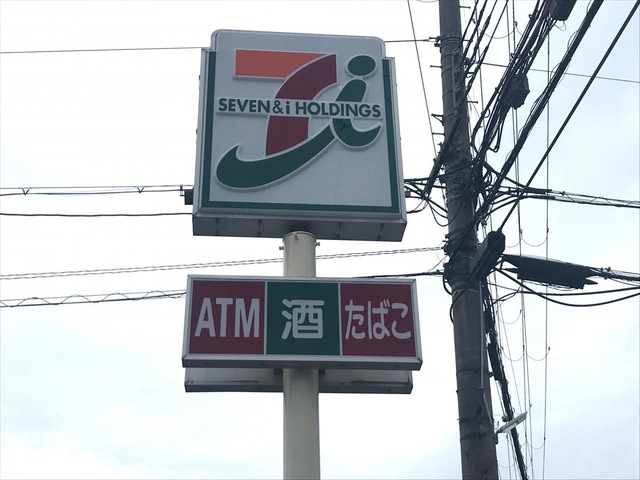 SEVEN & i HOLDINGS
ATM 酒 たばこ